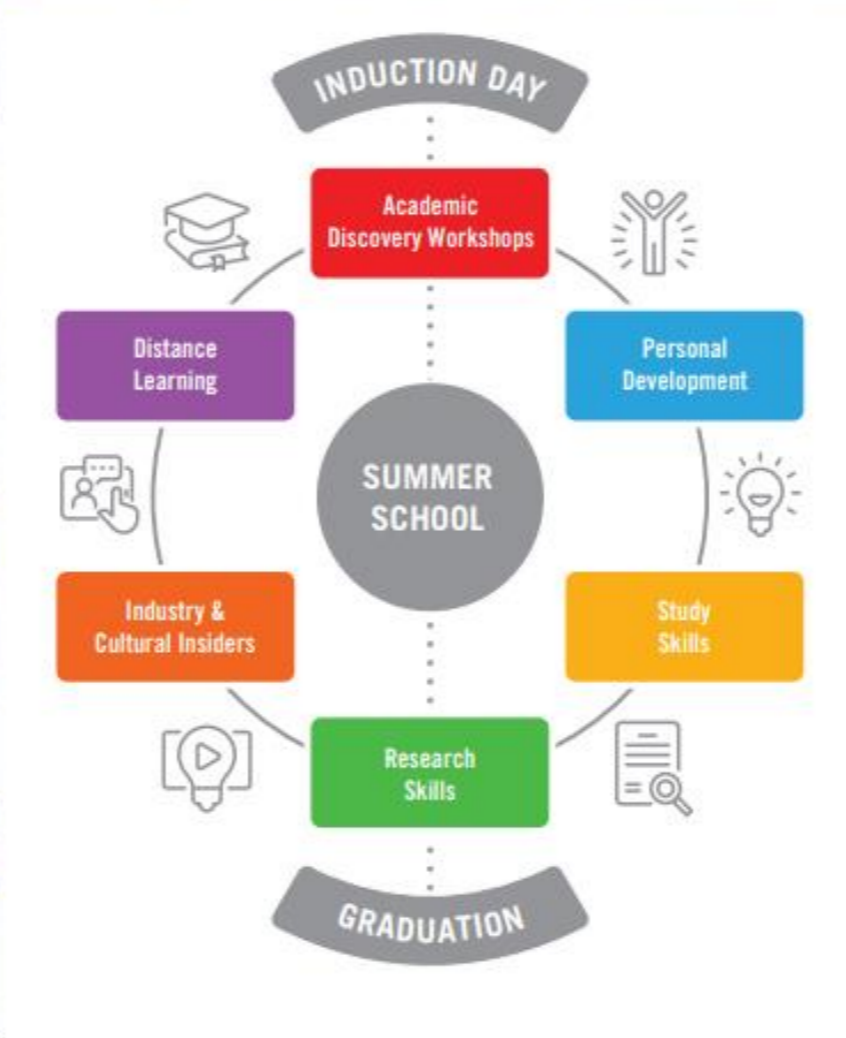 INDUCTION DAY
Academic
Discovery Workshops
Distance
Learning
Personal
Development
SUMMER
SCHOOL
Industry &
Cultural Insiders
Study
Skills
Research
Skills
GRADUATION